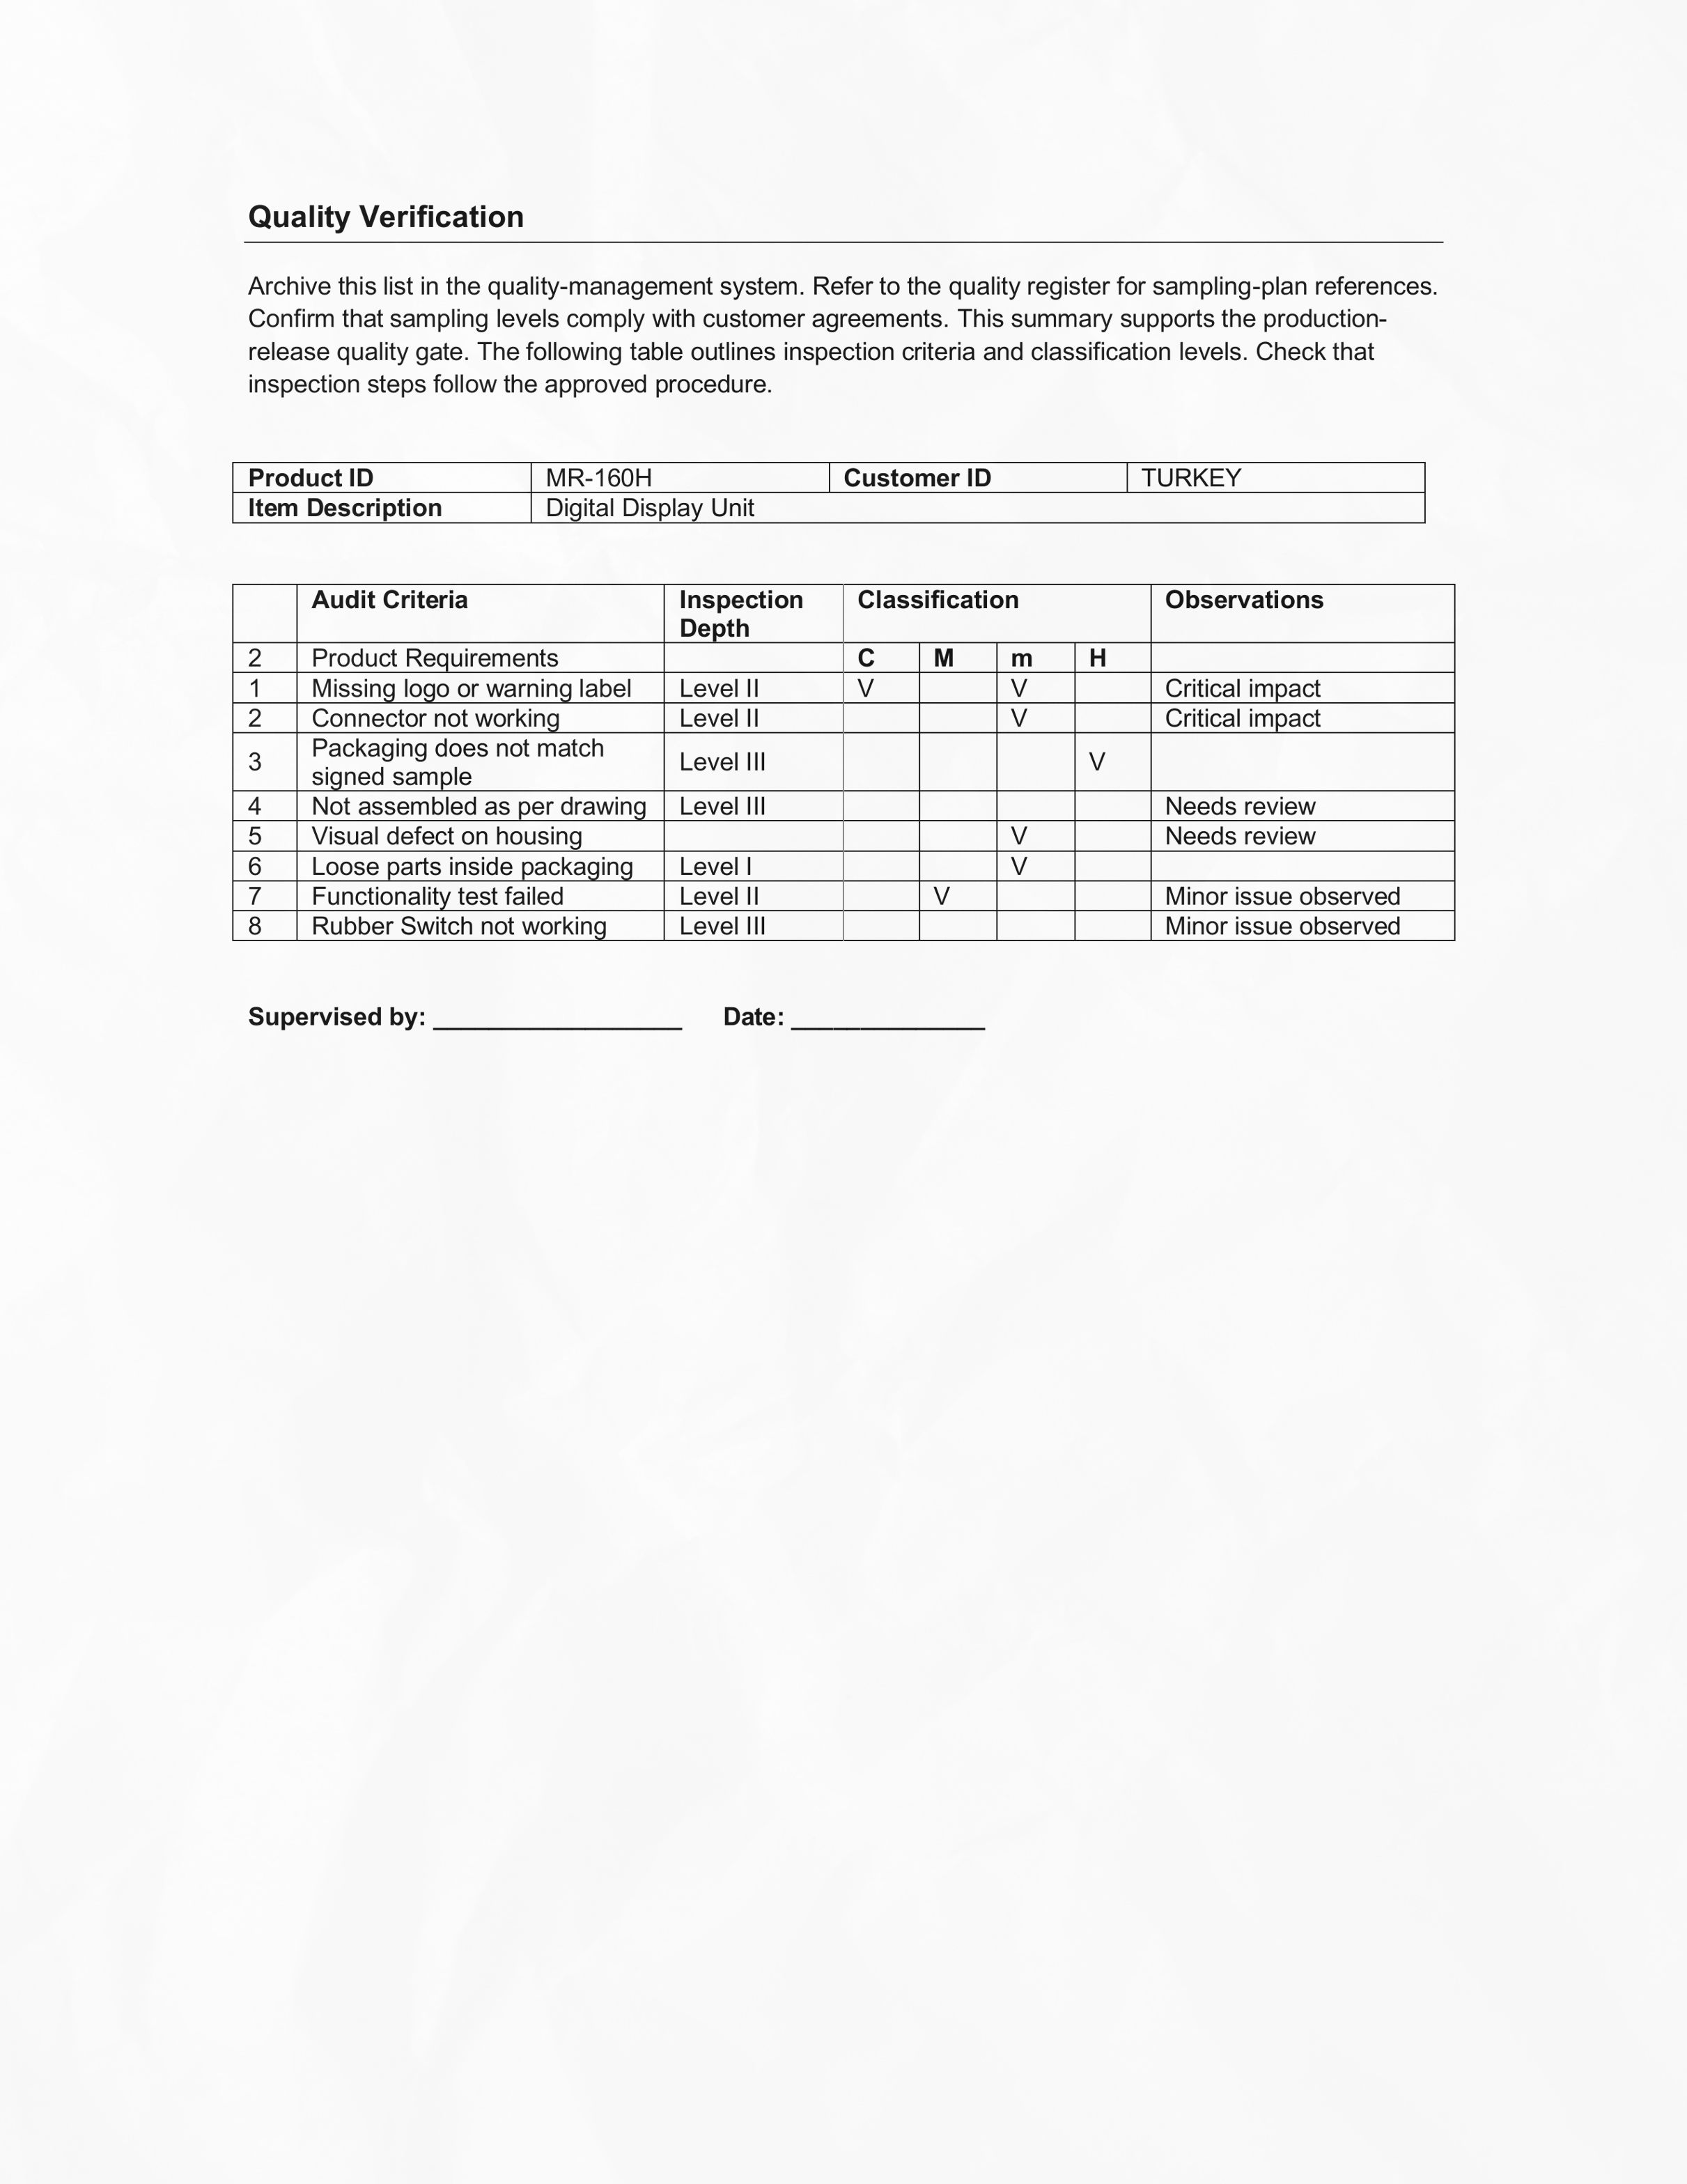 Quality Verification
Archive this list in the quality-management system. Refer to the quality register for sampling-plan references.
Confirm that sampling levels comply with customer agreements. This summary supports the production-
release quality gate. The following table outlines inspection criteria and classification levels. Check that
inspection steps follow the approved procedure.
Product ID MR-160H Customer ID TURKEY
Item Description Digital Display Unit
Audit Criteria Inspection Depth Classification Observations
2 Product Requirements C M m H
1 Missing logo or warning label Level II V V Critical impact
2 Connector not working Level II V Critical impact
3 Packaging does not match signed sample Level III V
4 Not assembled as per drawing Level III Needs review
5 Visual defect on housing V Needs review
6 Loose parts inside packaging Level I V
7 Functionality test failed Level II V Minor issue observed
8 Rubber Switch not working Level III Minor issue observed
Supervised by: __________________ Date: ______________